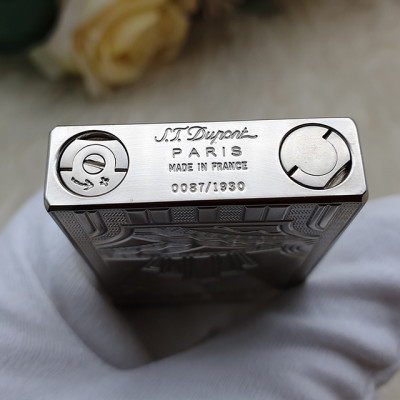 S.T. Dupont
PARIS
MADE IN FRANCE
0087/1930